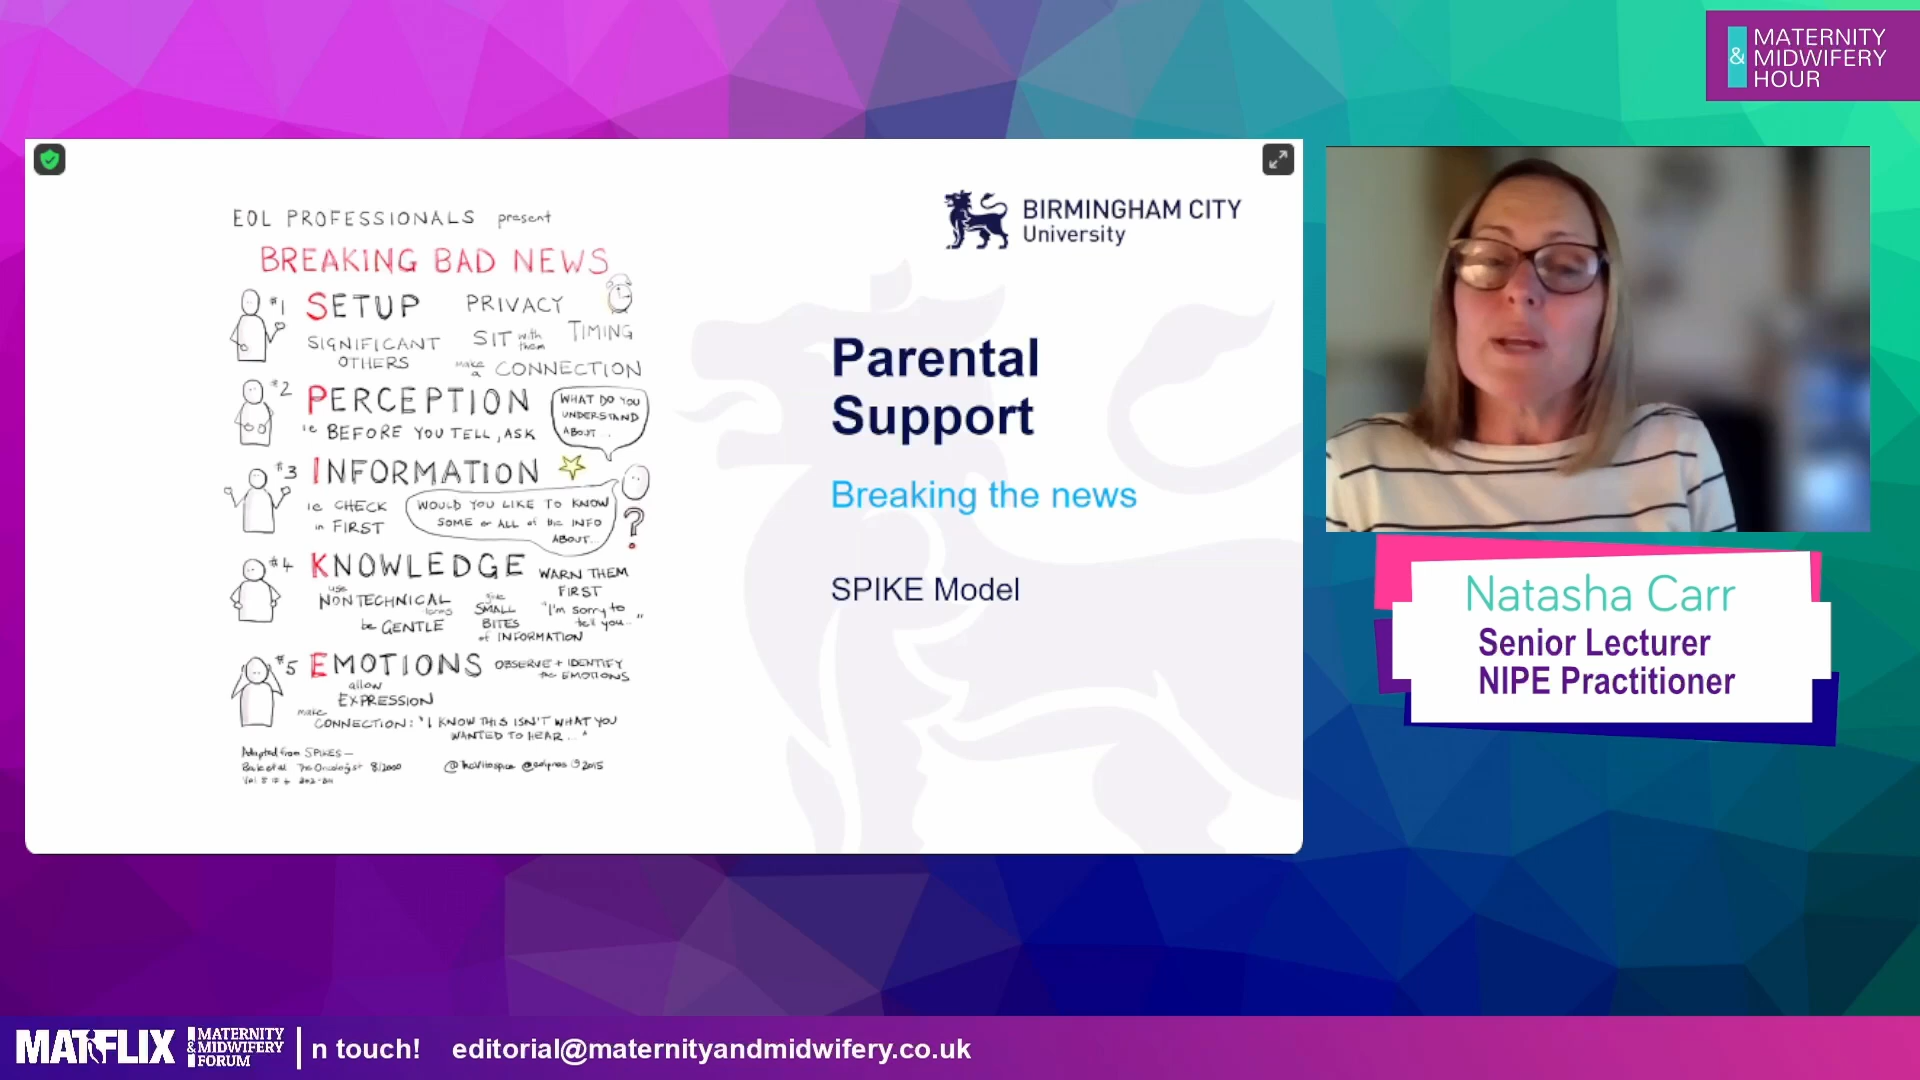 & MATERNITY
MIDWIFERY
HOUR
BIRMINGHAM CITY
University
EOL PROFESSIONALS present
BREAKING BAD NEWS
#1 SETUP PRIVACY
SIGNIFICANT OTHERS
SIT with them TIMING
make a CONNECTION
#2 PERCEPTION
ie BEFORE YOU TELL, ASK
WHAT DO YOU
UNDERSTAND
ABOUT...
#3 INFORMATION
ie CHECK
in FIRST
WOULD YOU LIKE TO KNOW
SOME or ALL of the INFO
ABOUT...
?
#4 KNOWLEDGE WARN THEM
FIRST
use NONTECHNICAL terms
be GENTLE
SMALL
BITES
of INFORMATION
"I'm sorry to
tell you..."
#5 EMOTIONS OBSERVE + IDENTIFY
the EMOTIONS
allow
EXPRESSION
make
CONNECTION: "I KNOW THIS ISN'T WHAT YOU
WANTED TO HEAR..."
Adapted from SPIKES —
The Oncologist 8/2000
© 2015
Parental
Support
Breaking the news
SPIKE Model
Natasha Carr
Senior Lecturer
NIPE Practitioner
MATFLIX MATERNITY
& MIDWIFERY
FORUM
n touch! editorial@maternityandmidwifery.co.uk